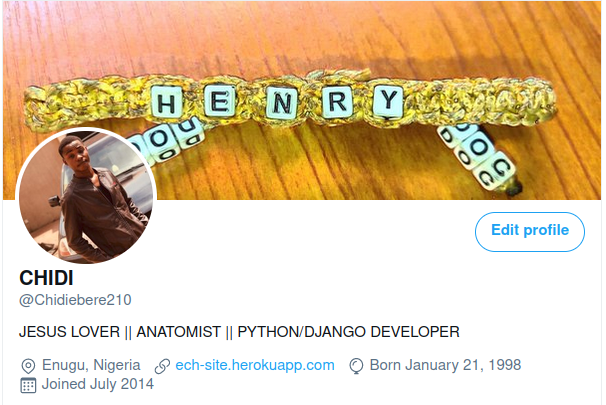 HENRY
Edit profile
CHIDI
@Chidiebere210
JESUS LOVER || ANATOMIST || PYTHON/DJANGO DEVELOPER
Enugu, Nigeria ech-site.herokuapp.com Born January 21, 1998
Joined July 2014